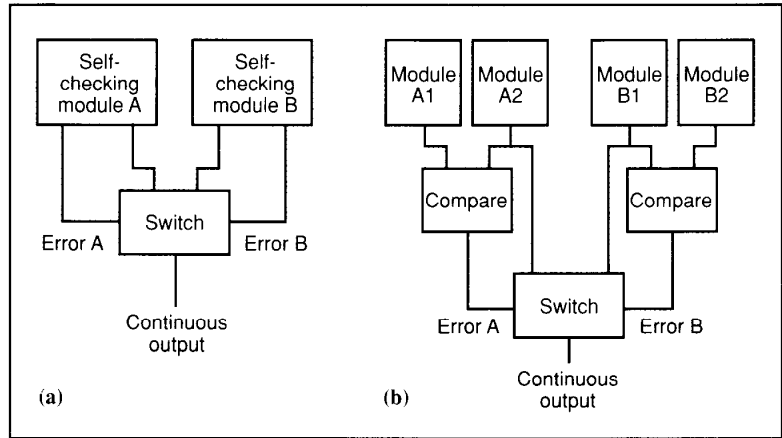 Self-
checking
module A
Self-
checking
module B
Switch
Error A
Error B
Continuous
output
(a)
Module
A1
Module
A2
Module
B1
Module
B2
Compare
Compare
Switch
Error A
Error B
Continuous
output
(b)